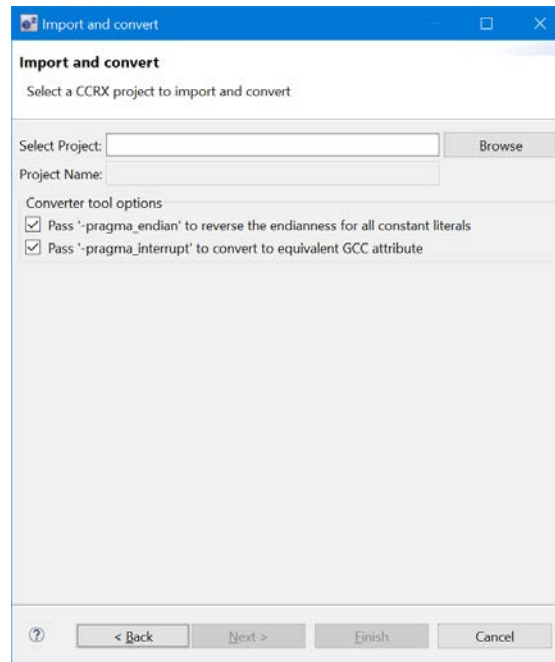 e² Import and convert
Import and convert
Select a CCRX project to import and convert
Select Project: Browse
Project Name:
Converter tool options
Pass '-pragma_endian' to reverse the endianness for all constant literals
Pass '-pragma_interrupt' to convert to equivalent GCC attribute
? < Back Next > Finish Cancel